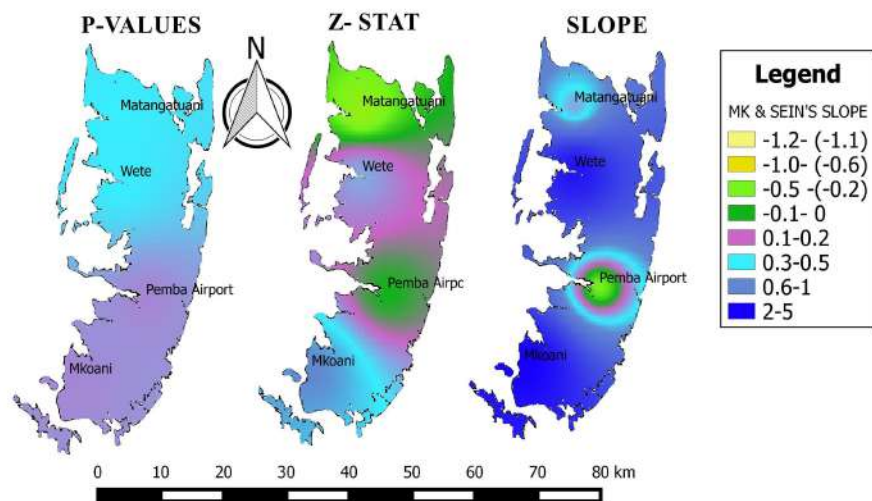 P-VALUES
Z- STAT
SLOPE
N
Matangatuani
Wete
Pemba Airport
Mkoani
Matangatuani
Wete
Pemba Airpc
Mkoani
Matangatuani
Wete
Pemba Airport
Mkoani
Legend
MK & SEIN'S SLOPE
-1.2- (-1.1)
-1.0- (-0.6)
-0.5 -(-0.2)
-0.1- 0
0.1-0.2
0.3-0.5
0.6-1
2-5
0 10 20 30 40 50 60 70 80 km